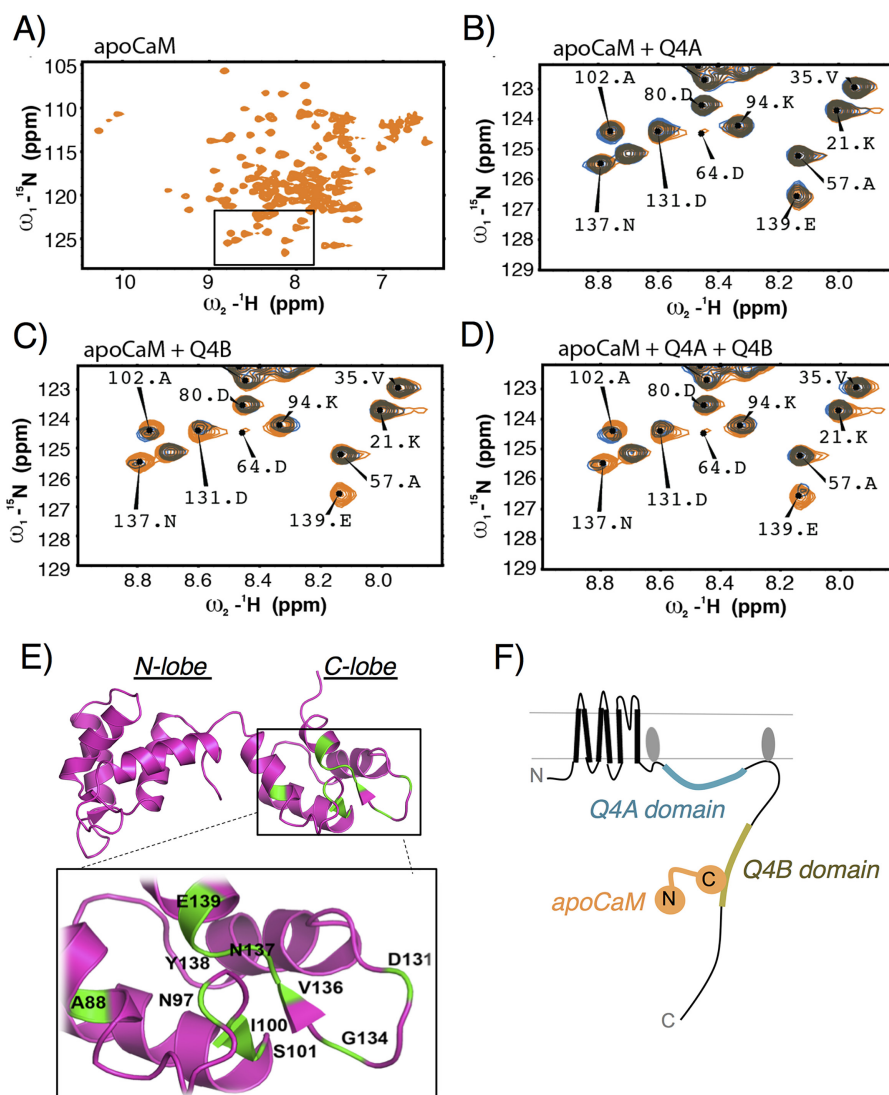 A)
apoCaM
105
110
115
120
125
ω₁ -¹⁵N (ppm)
10 9 8 7
ω₂ -¹H (ppm)
B)
apoCaM + Q4A
102.A
80.D
94.K
35.V
64.D
21.K
131.D
57.A
137.N
139.E
123
124
125
126
127
129
ω₁ -¹⁵N (ppm)
8.8 8.6 8.4 8.2 8.0
ω₂ -¹H (ppm)
C)
apoCaM + Q4B
102.A
80.D
94.K
35.V
64.D
21.K
131.D
57.A
137.N
139.E
123
124
125
126
127
128
129
ω₁ -¹⁵N (ppm)
8.8 8.6 8.4 8.2 8.0
ω₂ -¹H (ppm)
D)
apoCaM + Q4A + Q4B
102.A
80.D
94.K
35.V
64.D
21.K
131.D
57.A
137.N
139.E
123
124
125
126
127
128
129
ω₁ -¹⁵N (ppm)
8.8 8.6 8.4 8.2 8.0
ω₂ -¹H (ppm)
E)
N-lobe
C-lobe
E139
N137
Y138
D131
V136
A88
N97
I100
S101
G134
F)
N
Q4A domain
Q4B domain
C
N
apoCaM
C